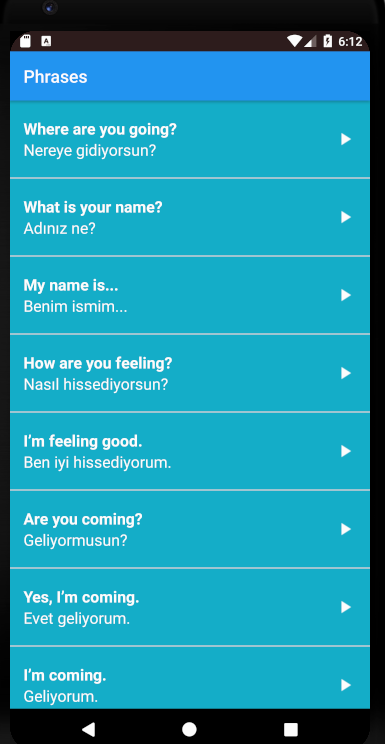 6:12
Phrases
Where are you going?
Nereye gidiyorsun?
What is your name?
Adınız ne?
My name is...
Benim ismim...
How are you feeling?
Nasıl hissediyorsun?
I'm feeling good.
Ben iyi hissediyorum.
Are you coming?
Geliyormusun?
Yes, I'm coming.
Evet geliyorum.
I'm coming.
Geliyorum.